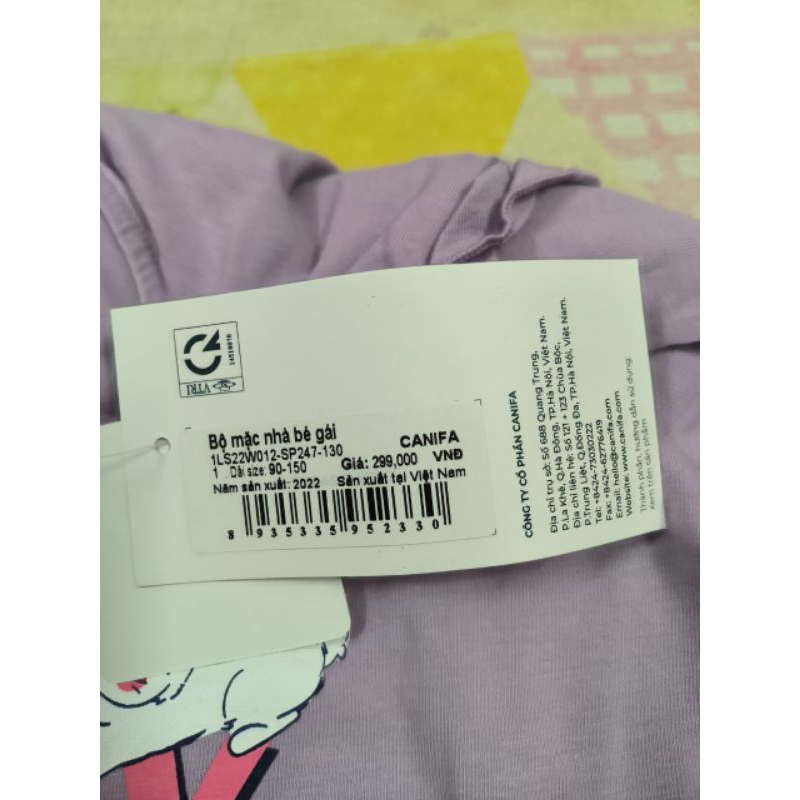 VTRI
Bộ mặc nhà bé gái
CANIFA
1LS22W012-SP247-130
1 Dải size: 90-150
Giá: 299,000 VNĐ
Năm sản xuất: 2022
Sản xuất tại Việt Nam
8 935335 952330
CÔNG TY CỔ PHẦN CANIFA
Địa chỉ trụ sở: Số 688 Quang Trung,
P.La Khê, Q.Hà Đông, TP.Hà Nội, Việt Nam.
Địa chỉ liên hệ: Số 121 + 123 Chùa Bộc,
P.Trung Liệt, Q.Đống Đa, TP.Hà Nội, Việt Nam.
Tel: +8424-73030222
Fax: +8424-62776419
Email: hello@canifa.com
Website: www.canifa.com
Thành phần, hướng dẫn sử dụng
xem trên sản phẩm